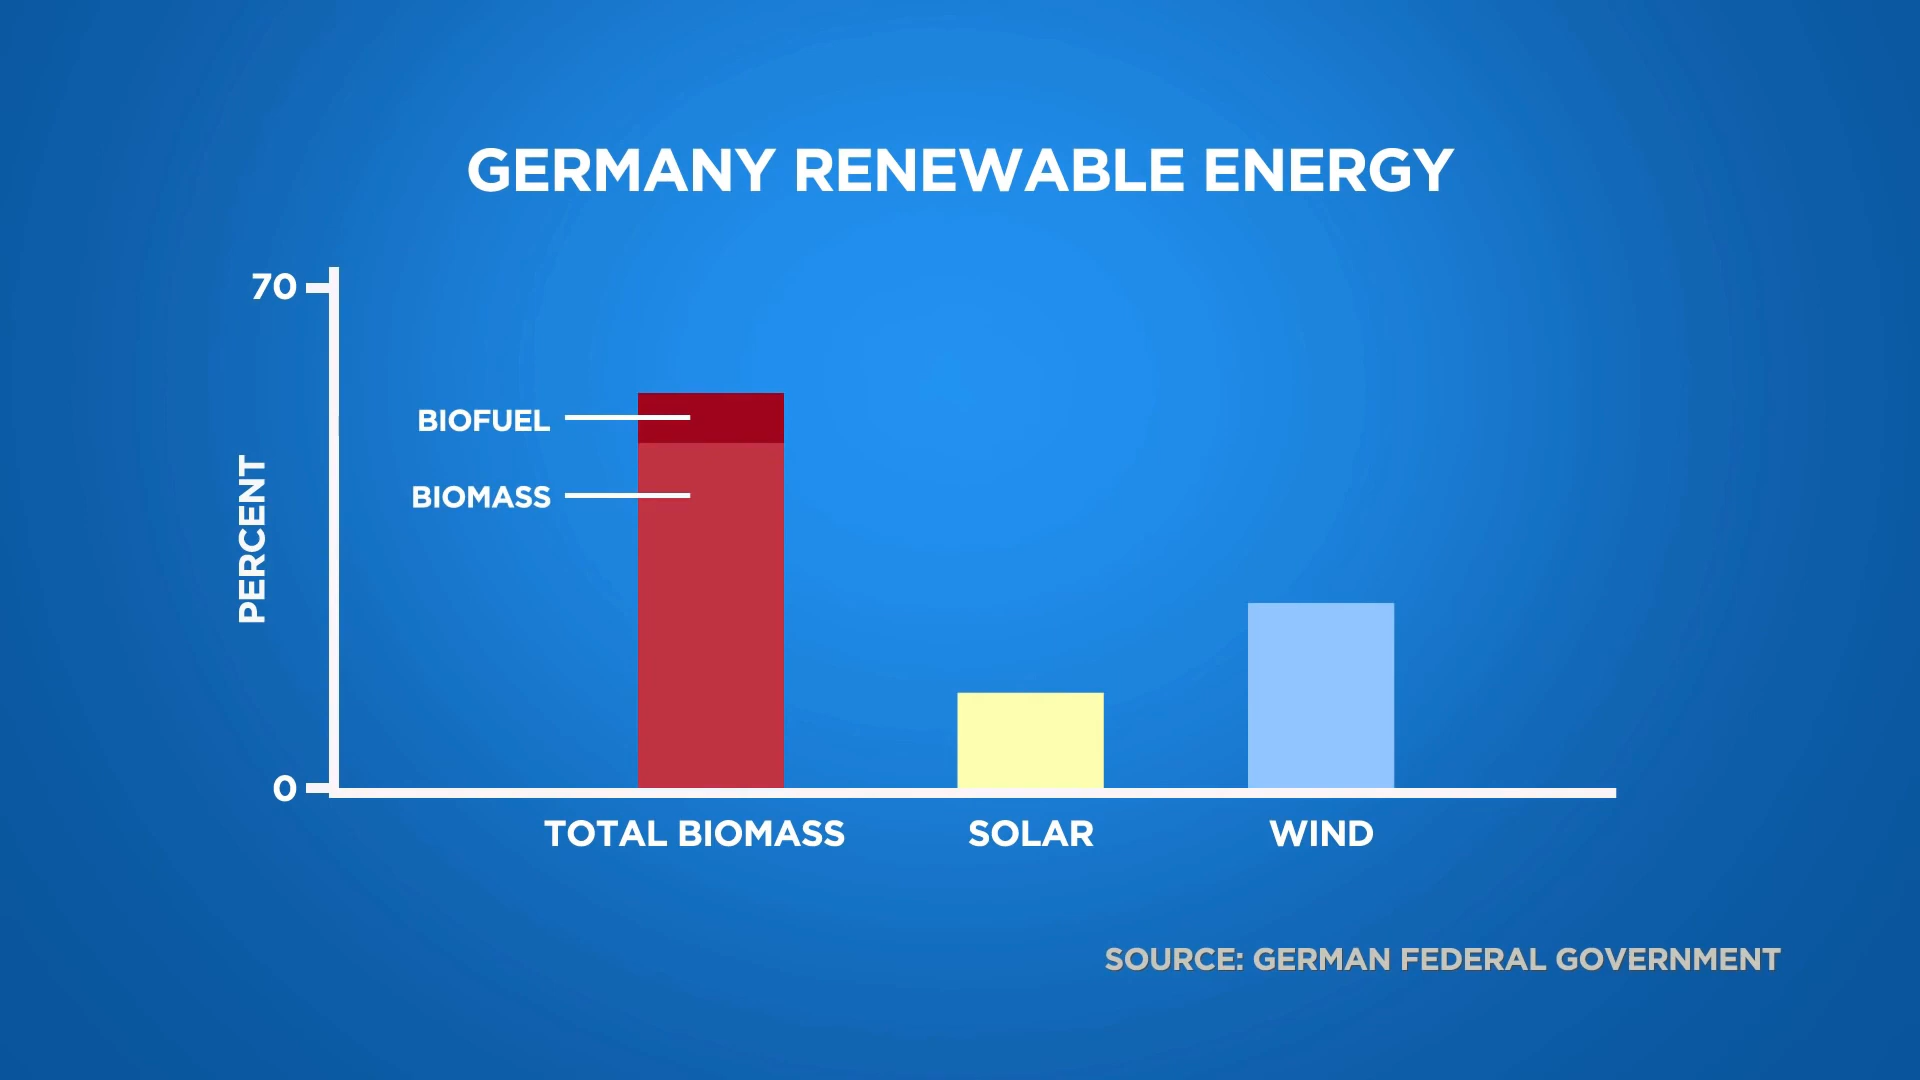 GERMANY RENEWABLE ENERGY
70
BIOFUEL
BIOMASS
PERCENT
0
TOTAL BIOMASS
SOLAR
WIND
SOURCE: GERMAN FEDERAL GOVERNMENT